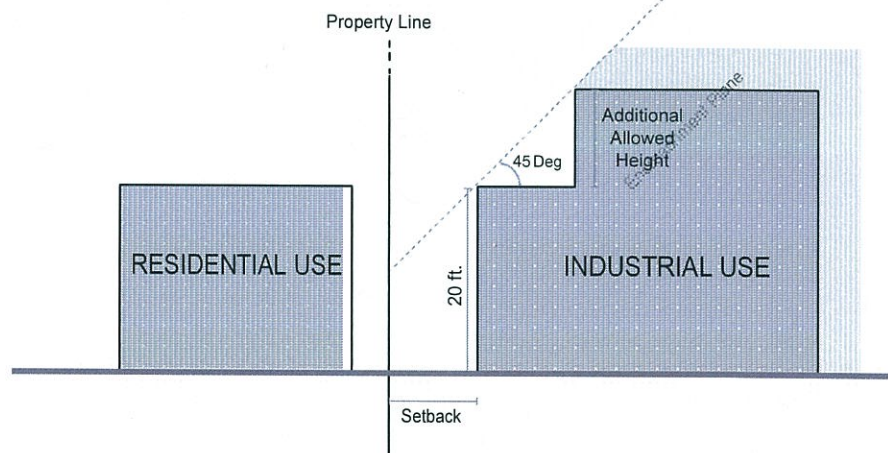 Property Line
Additional
Allowed
Height
Encroachment Plane
45 Deg
RESIDENTIAL USE
INDUSTRIAL USE
20 ft.
Setback